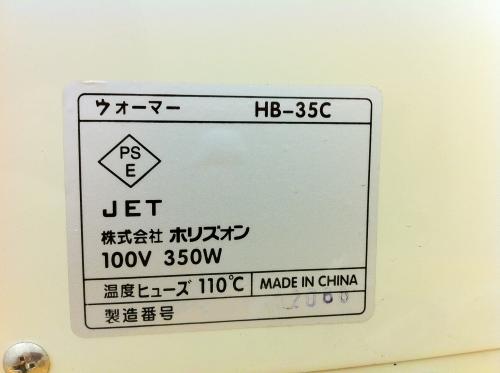 ウォーマー HB-35C
PS
E
JET
株式会社 ホリズオン
100V 350W
温度ヒューズ 110℃ MADE IN CHINA
製造番号